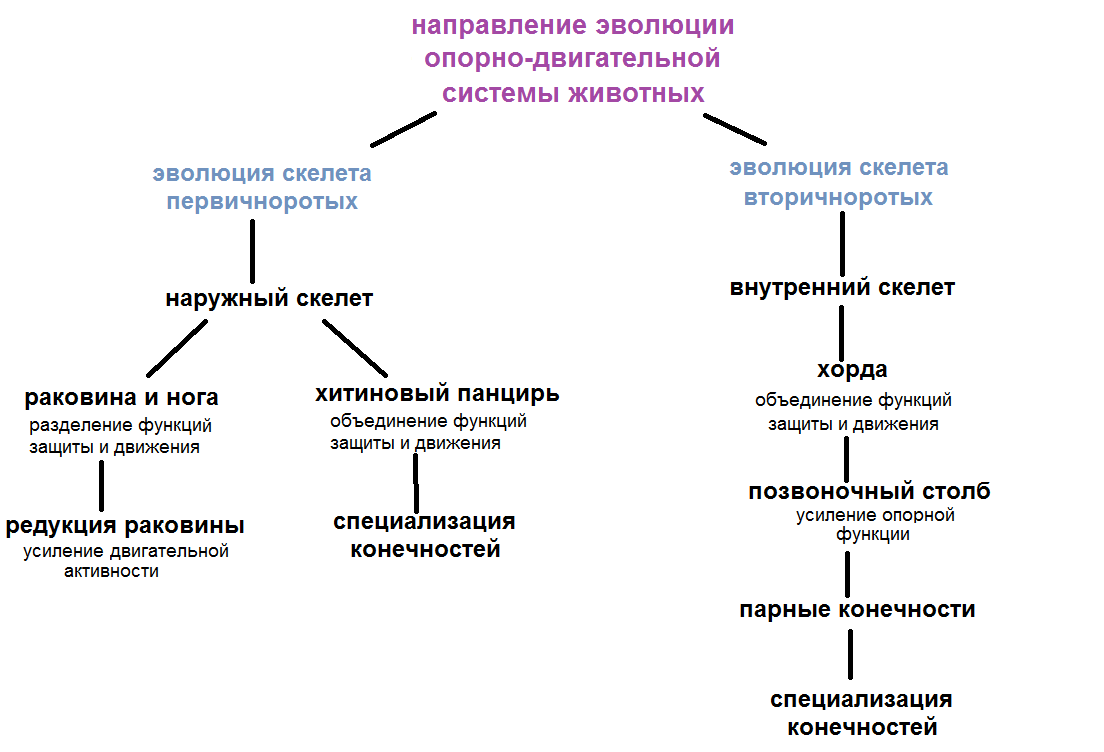 направление эволюции
опорно-двигательной
системы животных
эволюция скелета
первичноротых
наружный скелет
раковина и нога
разделение функций
защиты и движения
редукция раковины
усиление двигательной
активности
хитиновый панцирь
объединение функций
защиты и движения
специализация
конечностей
эволюция скелета
вторичноротых
внутренний скелет
хорда
объединение функций
защиты и движения
позвоночный столб
усиление опорной
функции
парные конечности
специализация
конечностей